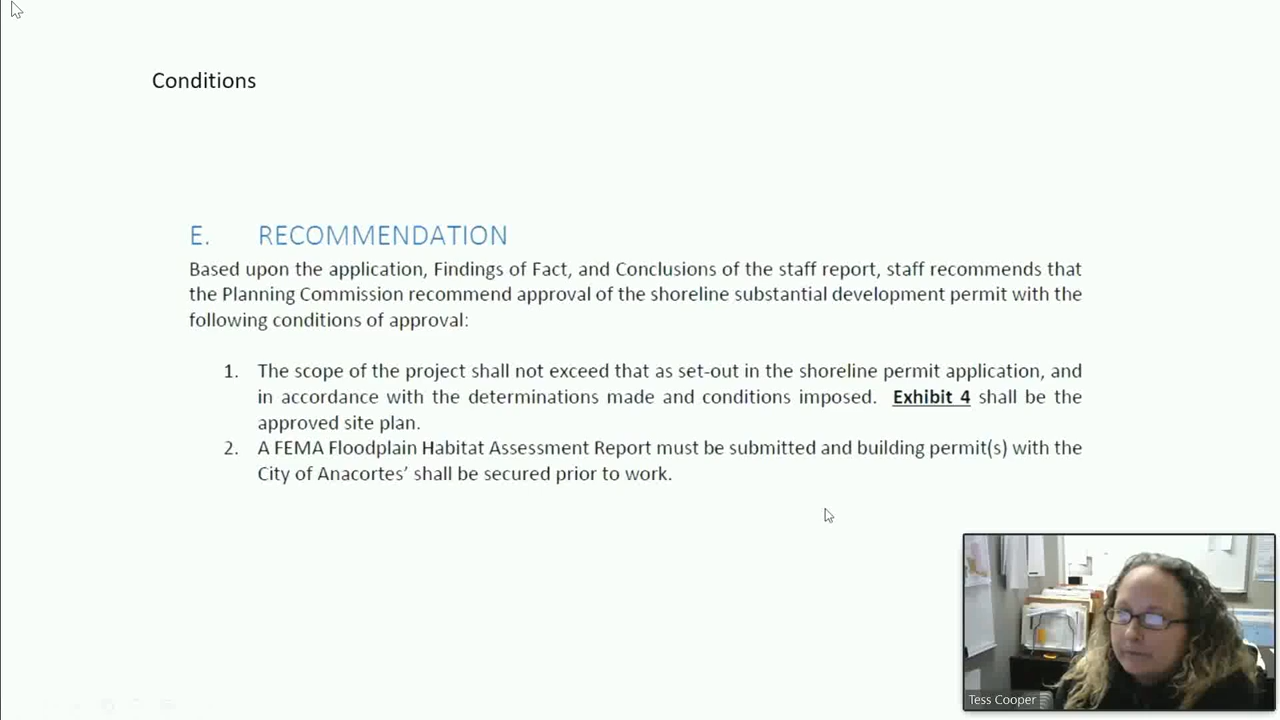 Conditions
E. RECOMMENDATION
Based upon the application, Findings of Fact, and Conclusions of the staff report, staff recommends that
the Planning Commission recommend approval of the shoreline substantial development permit with the
following conditions of approval:
1. The scope of the project shall not exceed that as set-out in the shoreline permit application, and
in accordance with the determinations made and conditions imposed. Exhibit 4 shall be the
approved site plan.
2. A FEMA Floodplain Habitat Assessment Report must be submitted and building permit(s) with the
City of Anacortes’ shall be secured prior to work.
Tess Cooper